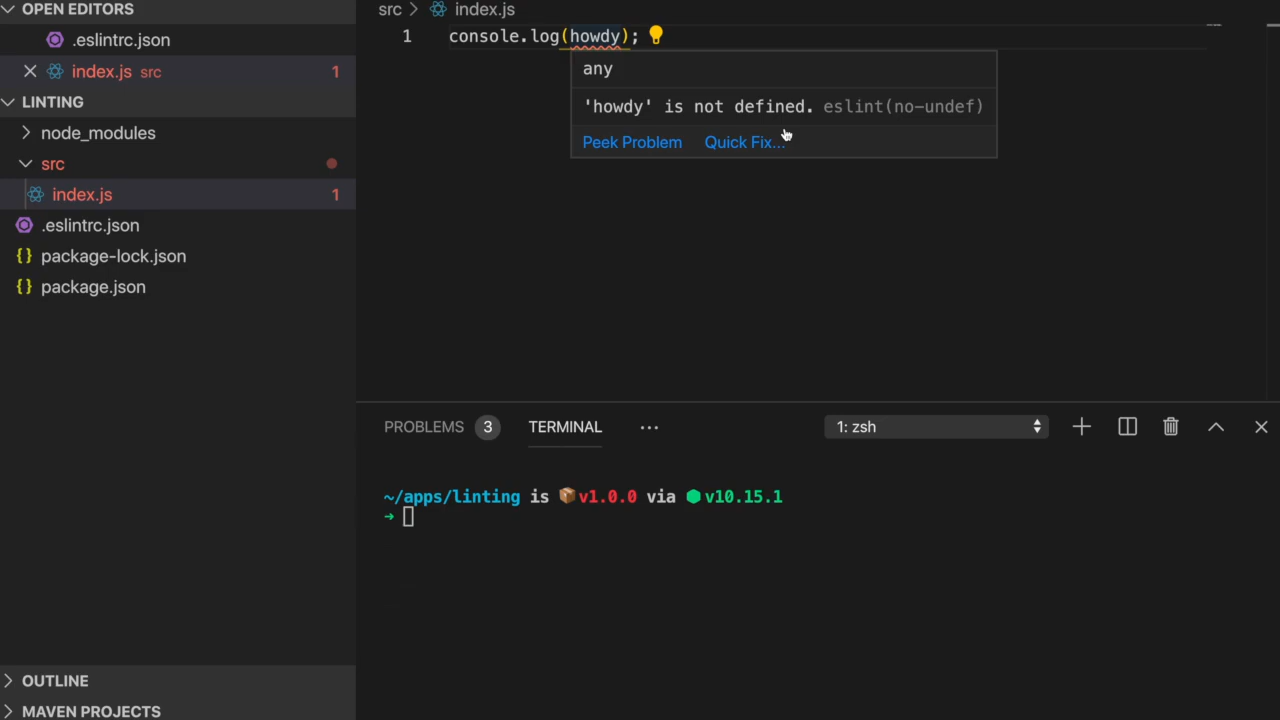 OPEN EDITORS
.eslintrc.json
index.js src 1
LINTING
node_modules
src
index.js 1
.eslintrc.json
{} package-lock.json
{} package.json
OUTLINE
MAVEN PROJECTS
src > index.js
1 console.log(howdy);
any
'howdy' is not defined. eslint(no-undef)
Peek Problem Quick Fix...
PROBLEMS 3 TERMINAL ...
1: zsh
~/apps/linting is 📦v1.0.0 via ⬢v10.15.1
➜